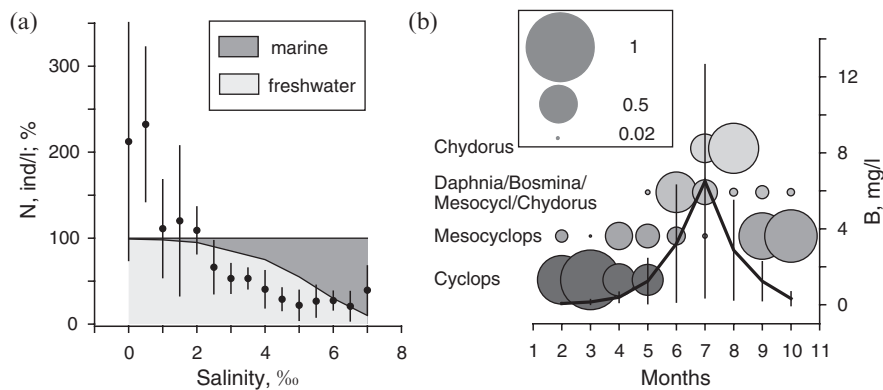 (a)
300
200
100
0
N, ind/l; %
marine
freshwater
0 2 4 6 8
Salinity, ‰
(b)
1
0.5
0.02
Chydorus
Daphnia/Bosmina/
Mesocycl/Chydorus
Mesocyclops
Cyclops
12
8
4
0
B, mg/l
1 2 3 4 5 6 7 8 9 10 11
Months